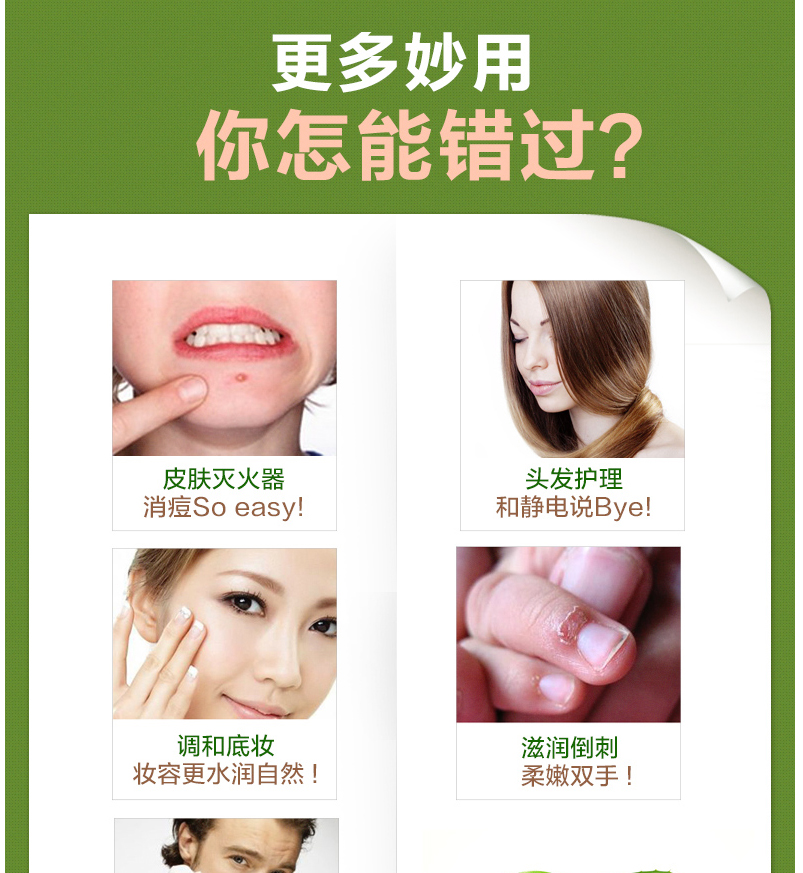 更多妙用
你怎能错过?
皮肤灭火器
消痘So easy!
头发护理
和静电说Bye!
调和底妆
妆容更水润自然！
滋润倒刺
柔嫩双手！